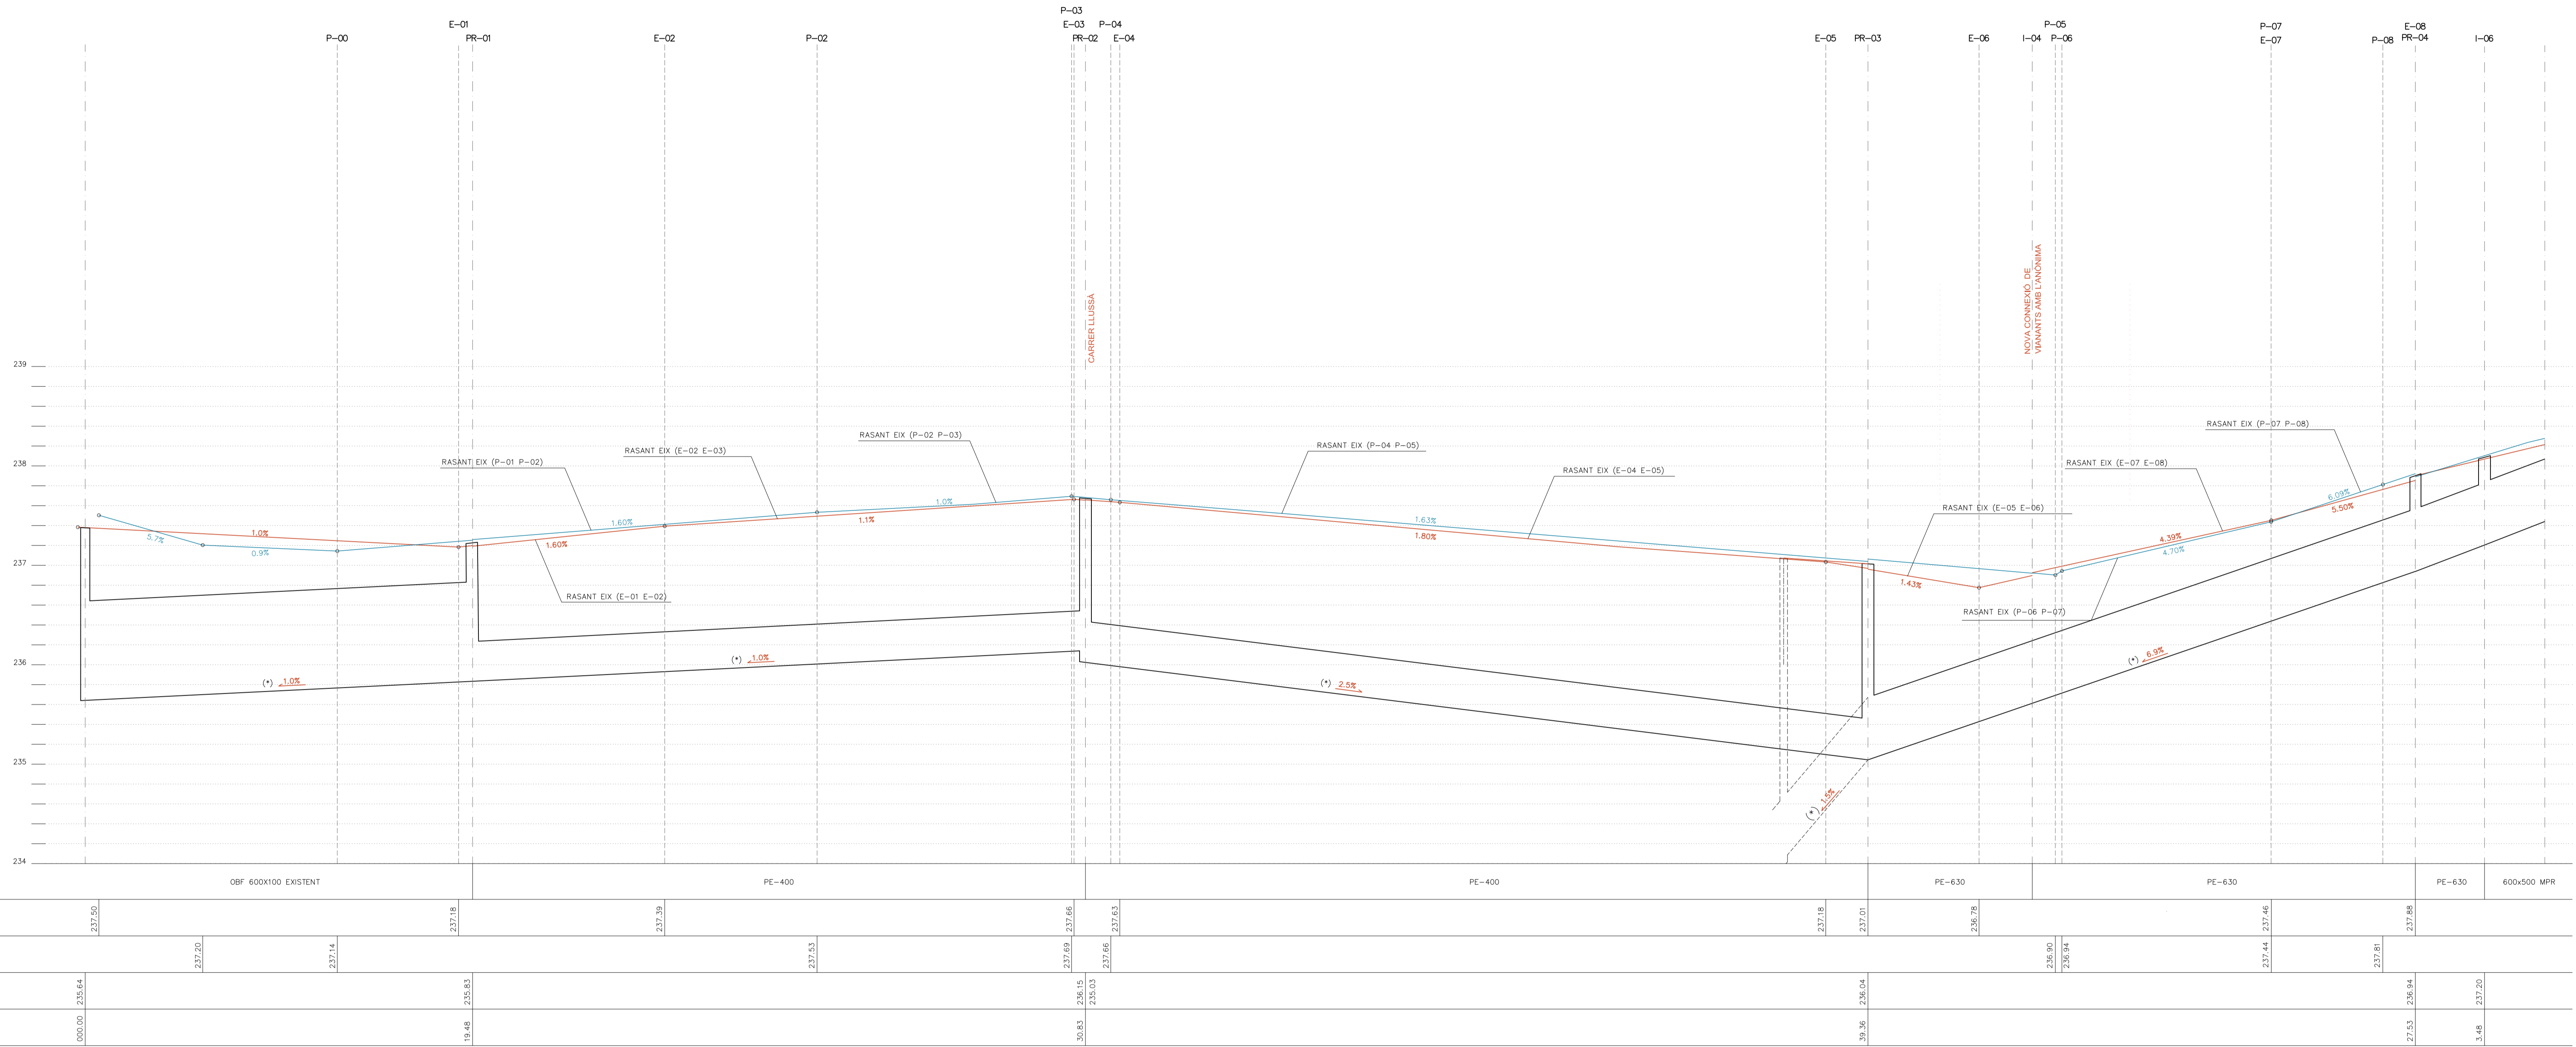 P-03
E-01 E-03 P-04 P-05 P-07 E-08
P-00 PR-01 E-02 P-02 PR-02 E-04 E-05 PR-03 E-06 I-04 P-06 E-07 P-08 PR-04 I-06
CARRER LLUSSÀ
NOVA CONNEXIÓ DE
VIANANTS AMB L'ANÒNIMA
239
238
237
236
235
234
RASANT EIX (P-01 P-02)
RASANT EIX (E-02 E-03)
RASANT EIX (P-02 P-03)
RASANT EIX (P-04 P-05)
RASANT EIX (E-04 E-05)
RASANT EIX (E-05 E-06)
RASANT EIX (E-07 E-08)
RASANT EIX (P-07 P-08)
RASANT EIX (E-01 E-02)
RASANT EIX (P-06 P-07)
5.7%
1.0%
0.9%
1.60%
1.60%
1.0%
1.1%
1.63%
1.80%
1.43%
4.39%
4.70%
6.09%
5.50%
(*) 1.0%
(*) 1.0%
(*) 2.5%
(*) 1.5%
(*) 6.9%
OBF 600X100 EXISTENT PE-400 PE-400 PE-630 PE-630 PE-630 600x500 MPR
237.50 237.18 237.39 237.66 237.63 237.18 237.01 236.78 237.46 237.88
237.20 237.14 237.53 237.69 237.66 236.90 236.94 237.44 237.81
235.64 235.83 236.15 235.03 236.04 236.94 237.20
000.00 19.48 30.83 39.36 27.53 3.48